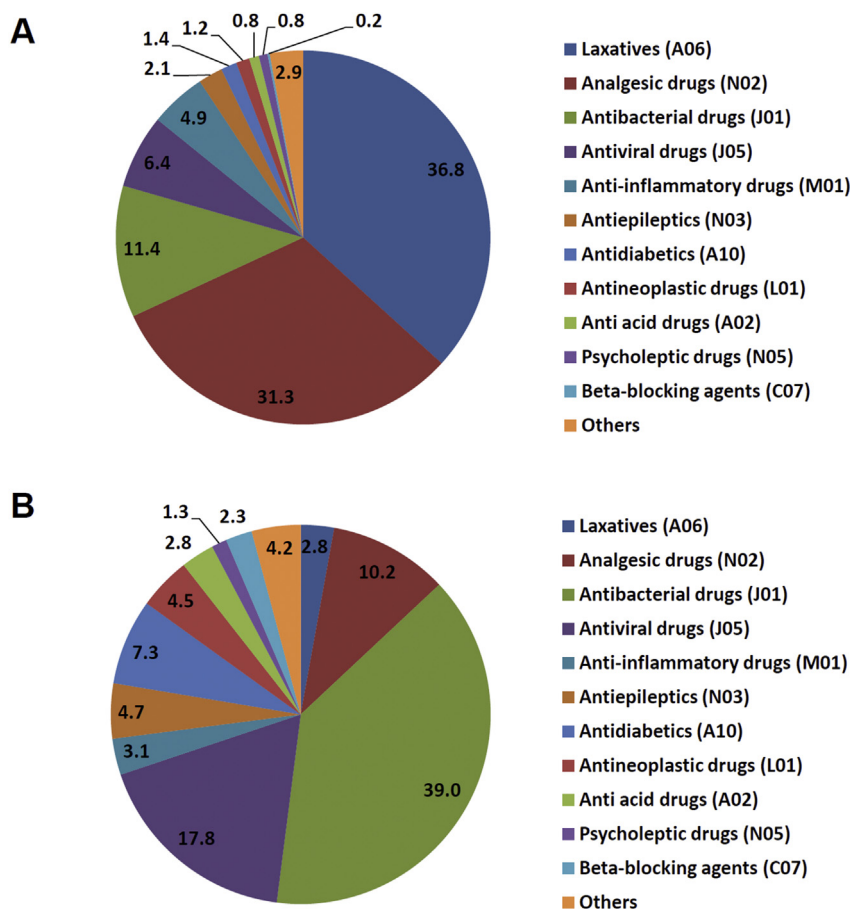 A
0.8
0.8
0.2
1.2
1.4
2.1
2.9
4.9
6.4
11.4
31.3
36.8
Laxatives (A06)
Analgesic drugs (N02)
Antibacterial drugs (J01)
Antiviral drugs (J05)
Anti-inflammatory drugs (M01)
Antiepileptics (N03)
Antidiabetics (A10)
Antineoplastic drugs (L01)
Anti acid drugs (A02)
Psycholeptic drugs (N05)
Beta-blocking agents (C07)
Others
B
1.3
2.3
2.8
4.2
2.8
10.2
4.5
7.3
4.7
3.1
17.8
39.0
Laxatives (A06)
Analgesic drugs (N02)
Antibacterial drugs (J01)
Antiviral drugs (J05)
Anti-inflammatory drugs (M01)
Antiepileptics (N03)
Antidiabetics (A10)
Antineoplastic drugs (L01)
Anti acid drugs (A02)
Psycholeptic drugs (N05)
Beta-blocking agents (C07)
Others